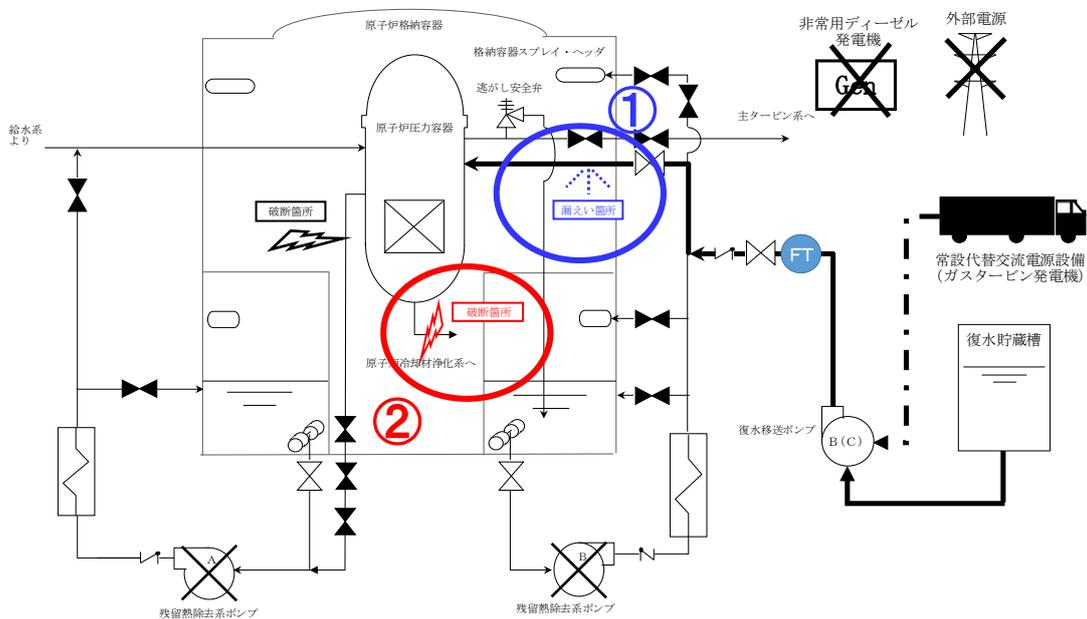 原子炉格納容器
非常用ディーゼル
発電機
外部電源
Gen
格納容器スプレイ・ヘッダ
逃がし安全弁
①
主タービン系へ
給水系
より
原子炉圧力容器
破断箇所
漏えい箇所
FT
常設代替交流電源設備
（ガスタービン発電機）
破断箇所
原子炉冷却材浄化系へ
復水貯蔵槽
②
復水移送ポンプ
B(C)
A
残留熱除去系ポンプ
B
残留熱除去系ポンプ